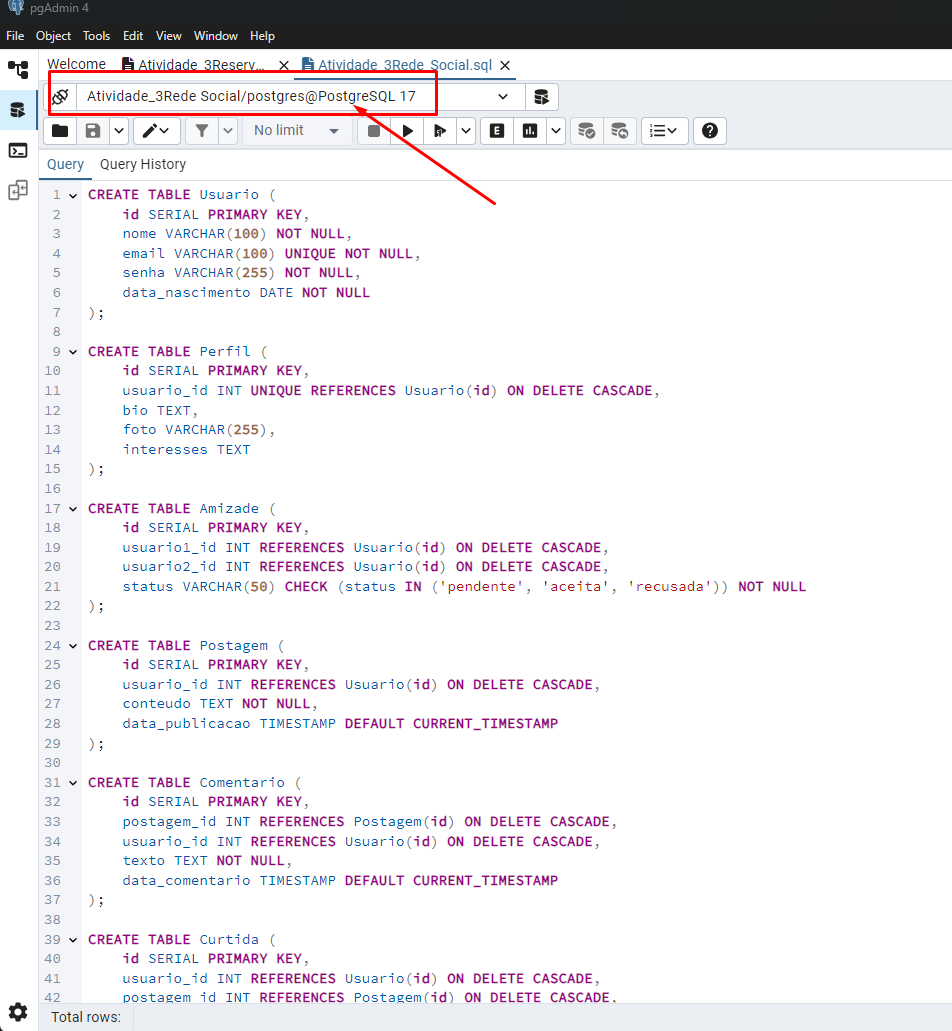 pgAdmin 4
File Object Tools Edit View Window Help
Welcome Atividade_3Reserv... Atividade_3Rede_Social.sql
Atividade_3Rede Social/postgres@PostgreSQL 17
No limit
Query Query History
1 CREATE TABLE Usuario (
2 id SERIAL PRIMARY KEY,
3 nome VARCHAR(100) NOT NULL,
4 email VARCHAR(100) UNIQUE NOT NULL,
5 senha VARCHAR(255) NOT NULL,
6 data_nascimento DATE NOT NULL
7 );
8
9 CREATE TABLE Perfil (
10 id SERIAL PRIMARY KEY,
11 usuario_id INT UNIQUE REFERENCES Usuario(id) ON DELETE CASCADE,
12 bio TEXT,
13 foto VARCHAR(255),
14 interesses TEXT
15 );
16
17 CREATE TABLE Amizade (
18 id SERIAL PRIMARY KEY,
19 usuario1_id INT REFERENCES Usuario(id) ON DELETE CASCADE,
20 usuario2_id INT REFERENCES Usuario(id) ON DELETE CASCADE,
21 status VARCHAR(50) CHECK (status IN ('pendente', 'aceita', 'recusada')) NOT NULL
22 );
23
24 CREATE TABLE Postagem (
25 id SERIAL PRIMARY KEY,
26 usuario_id INT REFERENCES Usuario(id) ON DELETE CASCADE,
27 conteudo TEXT NOT NULL,
28 data_publicacao TIMESTAMP DEFAULT CURRENT_TIMESTAMP
29 );
30
31 CREATE TABLE Comentario (
32 id SERIAL PRIMARY KEY,
33 postagem_id INT REFERENCES Postagem(id) ON DELETE CASCADE,
34 usuario_id INT REFERENCES Usuario(id) ON DELETE CASCADE,
35 texto TEXT NOT NULL,
36 data_comentario TIMESTAMP DEFAULT CURRENT_TIMESTAMP
37 );
38
39 CREATE TABLE Curtida (
40 id SERIAL PRIMARY KEY,
41 usuario_id INT REFERENCES Usuario(id) ON DELETE CASCADE,
42 postagem_id INT REFERENCES Postagem(id) ON DELETE CASCADE,
Total rows: